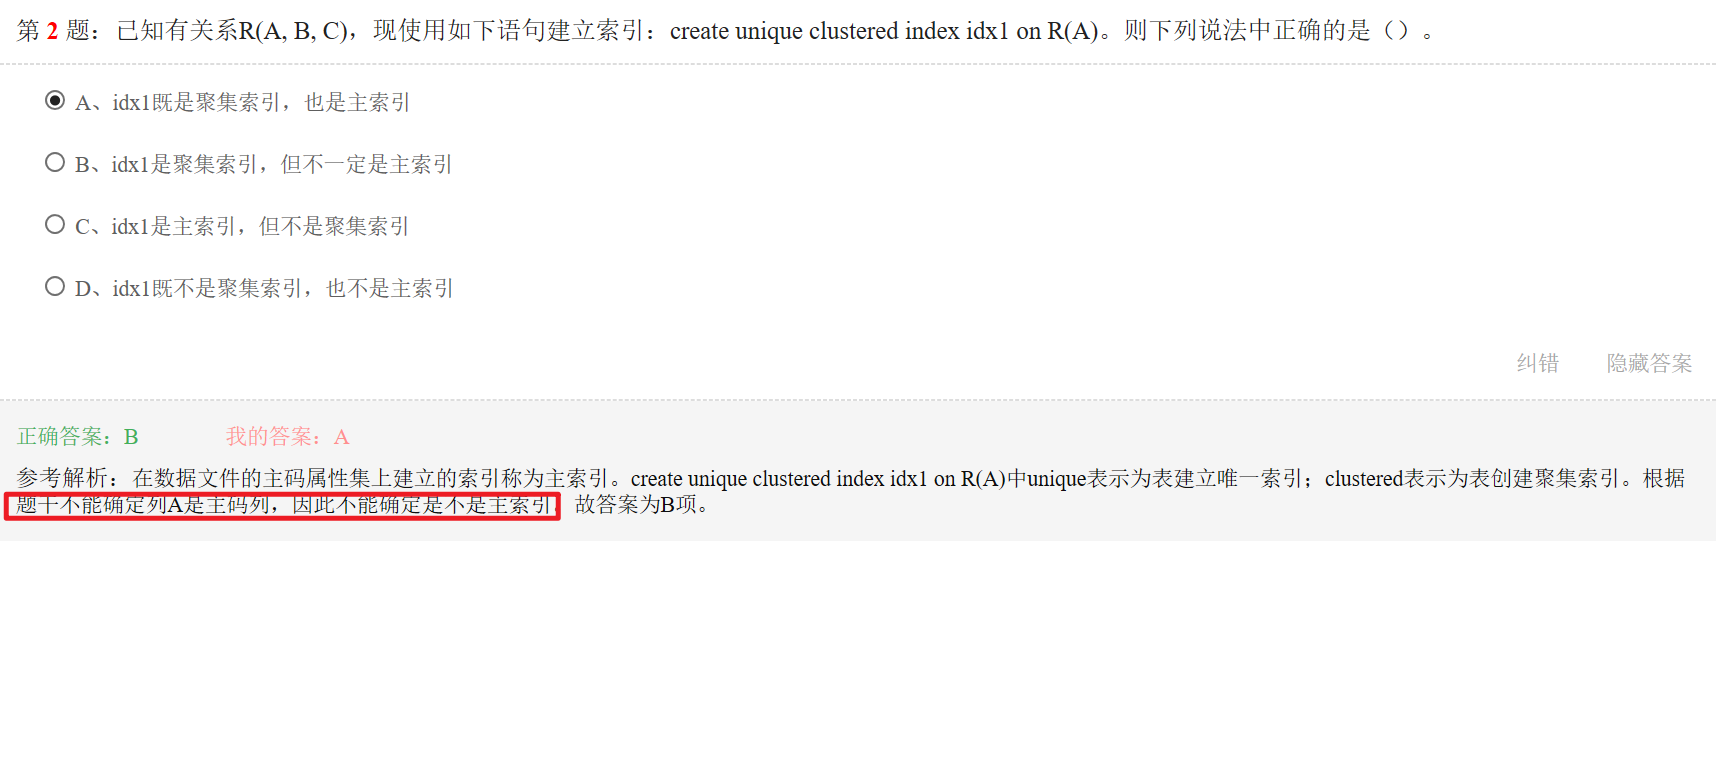 第 2 题：已知有关系R(A, B, C)，现使用如下语句建立索引：create unique clustered index idx1 on R(A)。则下列说法中正确的是（）。
A、idx1既是聚集索引，也是主索引
B、idx1是聚集索引，但不一定是主索引
C、idx1是主索引，但不是聚集索引
D、idx1既不是聚集索引，也不是主索引
纠错 隐藏答案
正确答案：B 我的答案：A
参考解析：在数据文件的主码属性集上建立的索引称为主索引。create unique clustered index idx1 on R(A)中unique表示为表建立唯一索引；clustered表示为表创建聚集索引。根据
题干不能确定列A是主码列，因此不能确定是不是主索引。故答案为B项。